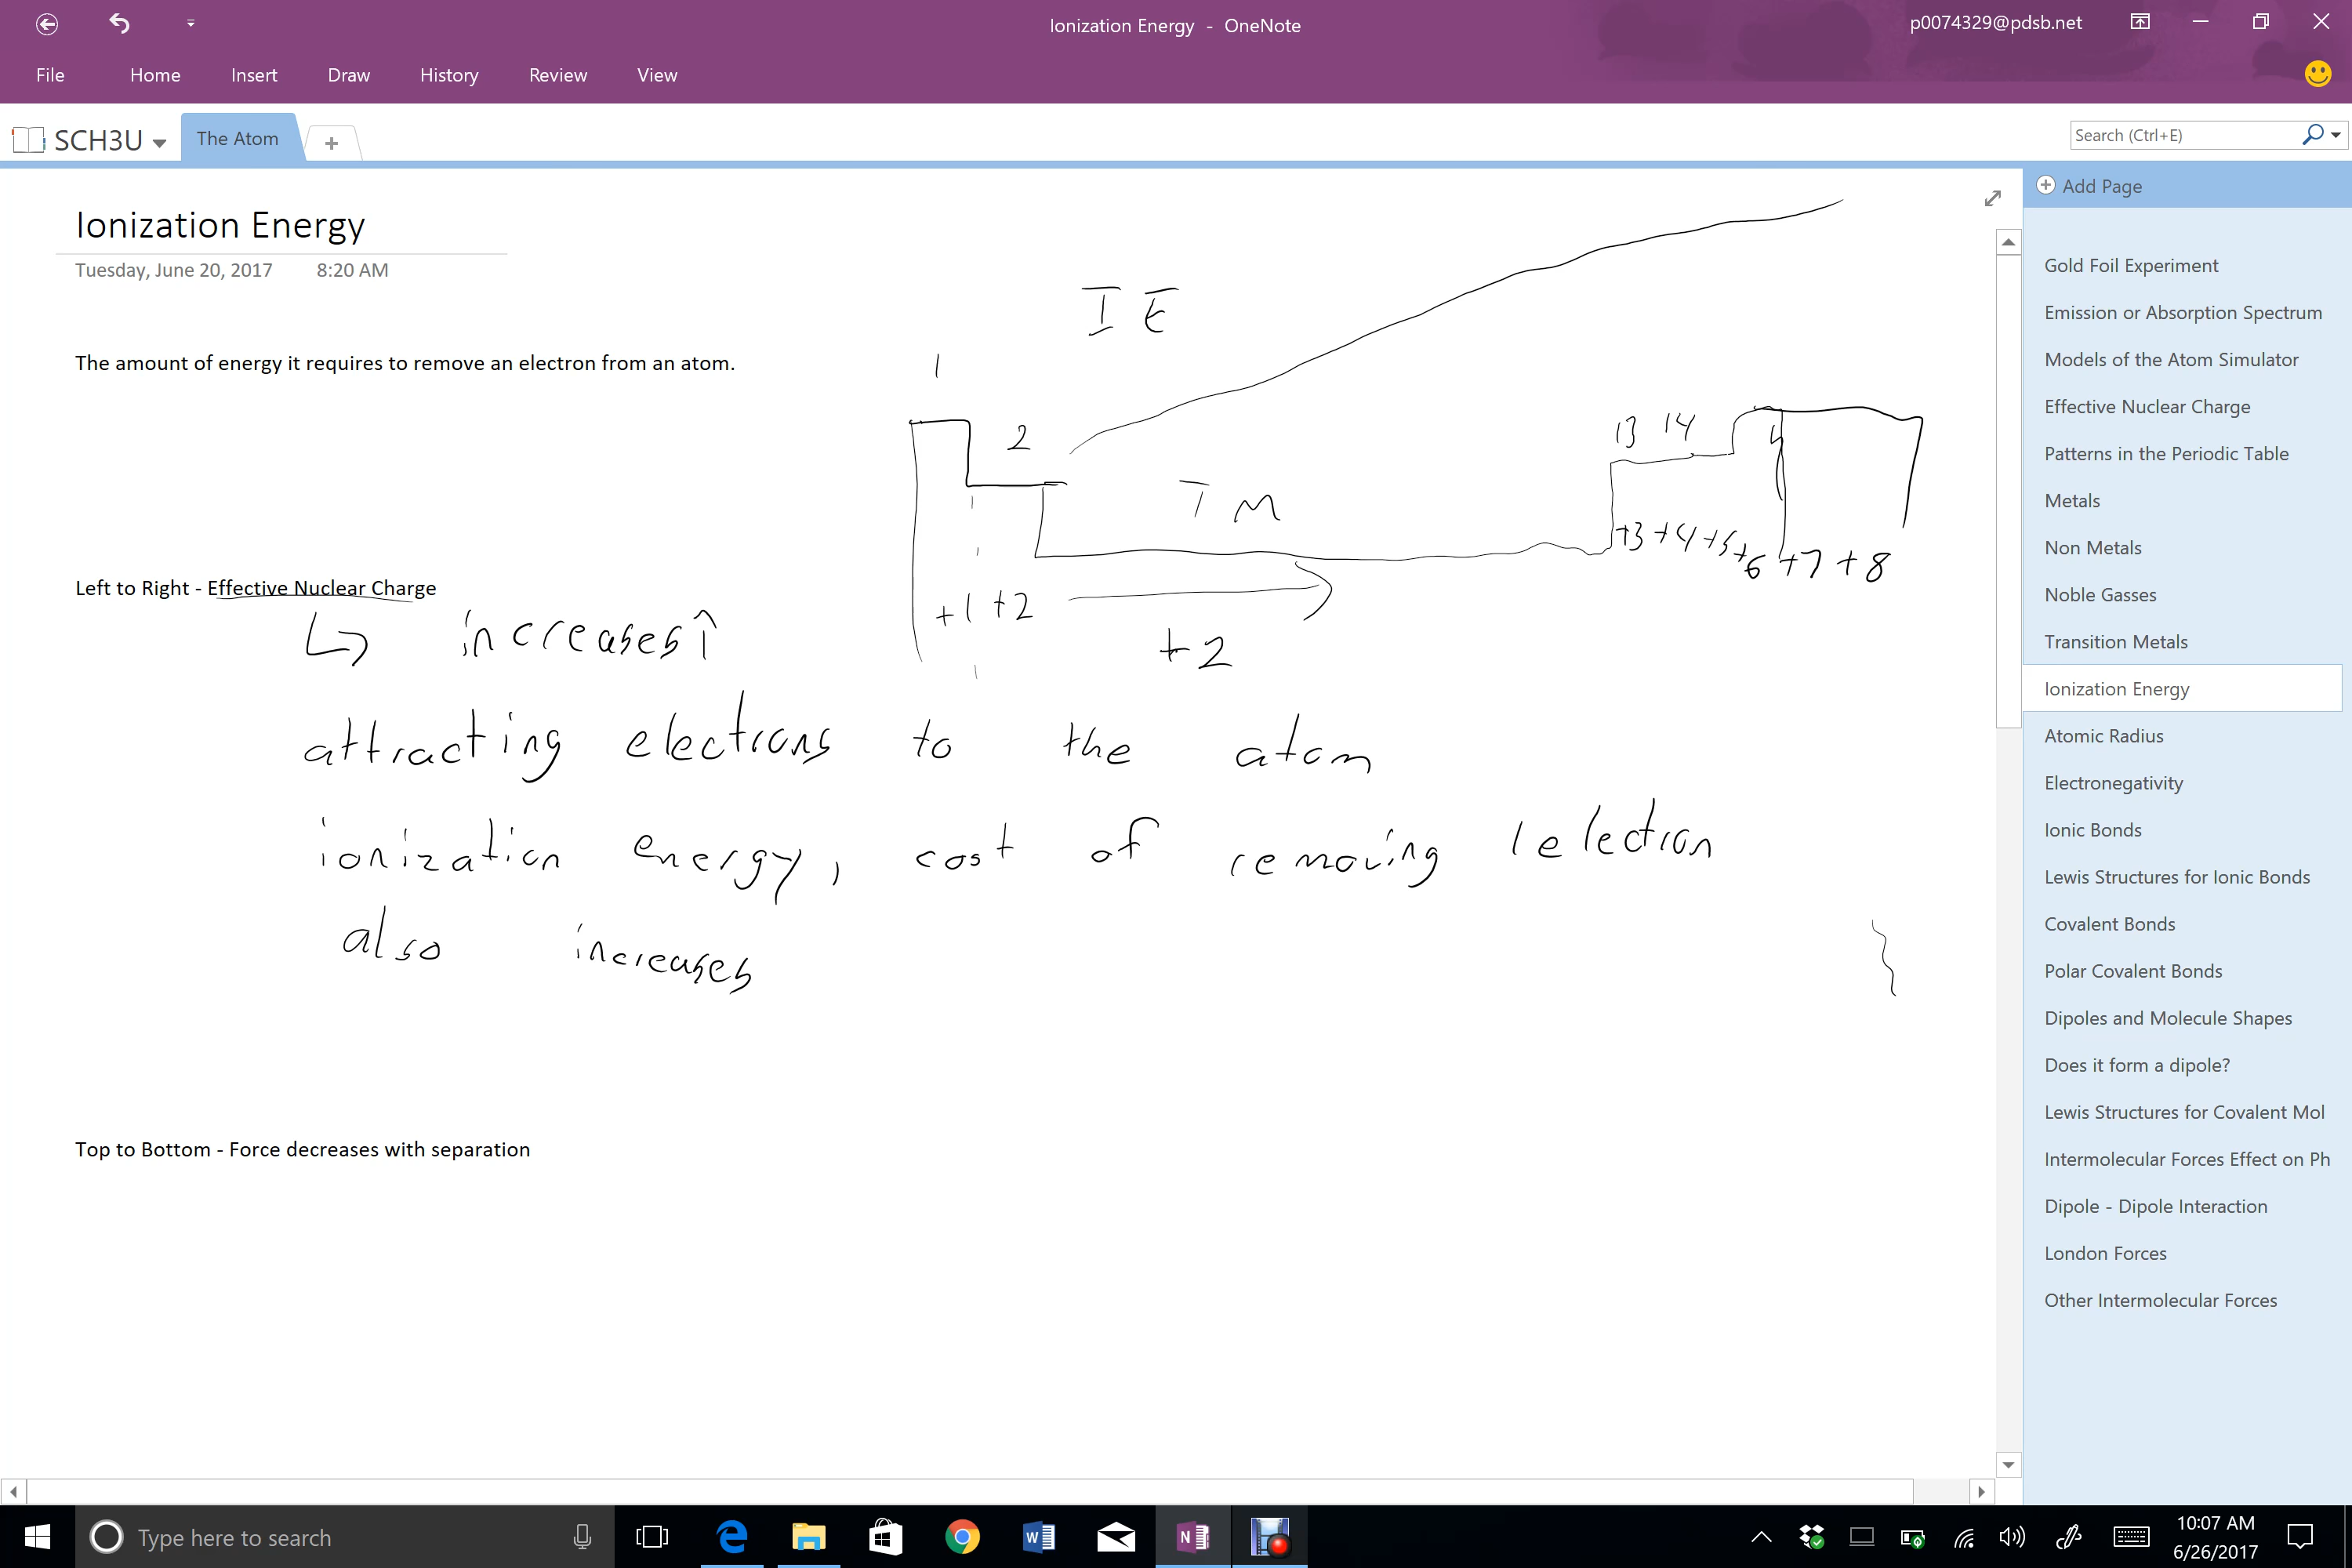 Ionization Energy - OneNote
p0074329@pdsb.net
File Home Insert Draw History Review View
SCH3U
The Atom
Search (Ctrl+E)
Add Page
Ionization Energy
Tuesday, June 20, 2017 8:20 AM
I E
The amount of energy it requires to remove an electron from an atom.
1
2
13 14
T M
+3 +4 +5 +6 +7 +8
Left to Right - Effective Nuclear Charge
+1 +2
+2
↳ increases↑
attracting electrons to the atom
ionization energy, cost of removing 1 electron
also increases
Top to Bottom - Force decreases with separation
Gold Foil Experiment
Emission or Absorption Spectrum
Models of the Atom Simulator
Effective Nuclear Charge
Patterns in the Periodic Table
Metals
Non Metals
Noble Gasses
Transition Metals
Ionization Energy
Atomic Radius
Electronegativity
Ionic Bonds
Lewis Structures for Ionic Bonds
Covalent Bonds
Polar Covalent Bonds
Dipoles and Molecule Shapes
Does it form a dipole?
Lewis Structures for Covalent Mol
Intermolecular Forces Effect on Ph
Dipole - Dipole Interaction
London Forces
Other Intermolecular Forces
Type here to search
10:07 AM
6/26/2017